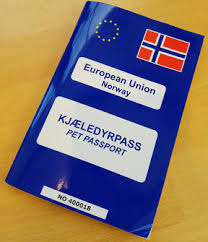 European Union
Norway
KJÆLEDYRPASS
PET PASSPORT
NO 400018